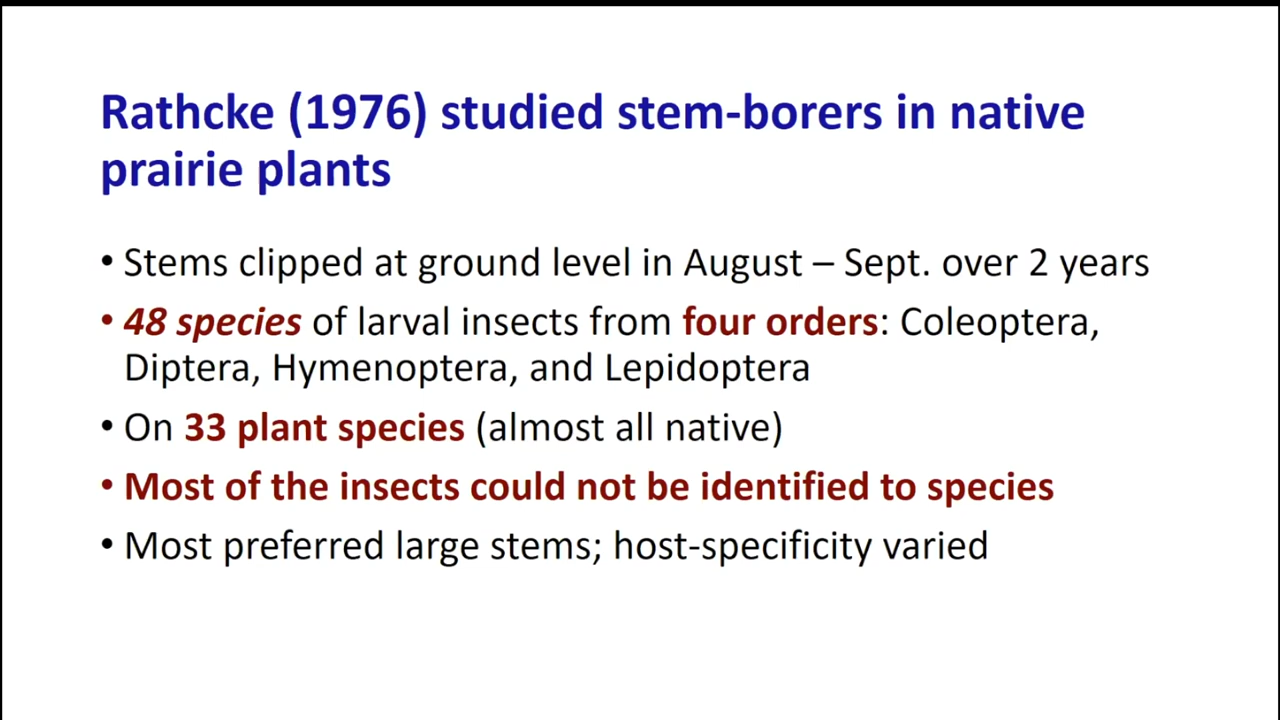 Rathcke (1976) studied stem-borers in native
prairie plants
• Stems clipped at ground level in August – Sept. over 2 years
• 48 species of larval insects from four orders: Coleoptera,
Diptera, Hymenoptera, and Lepidoptera
• On 33 plant species (almost all native)
• Most of the insects could not be identified to species
• Most preferred large stems; host-specificity varied